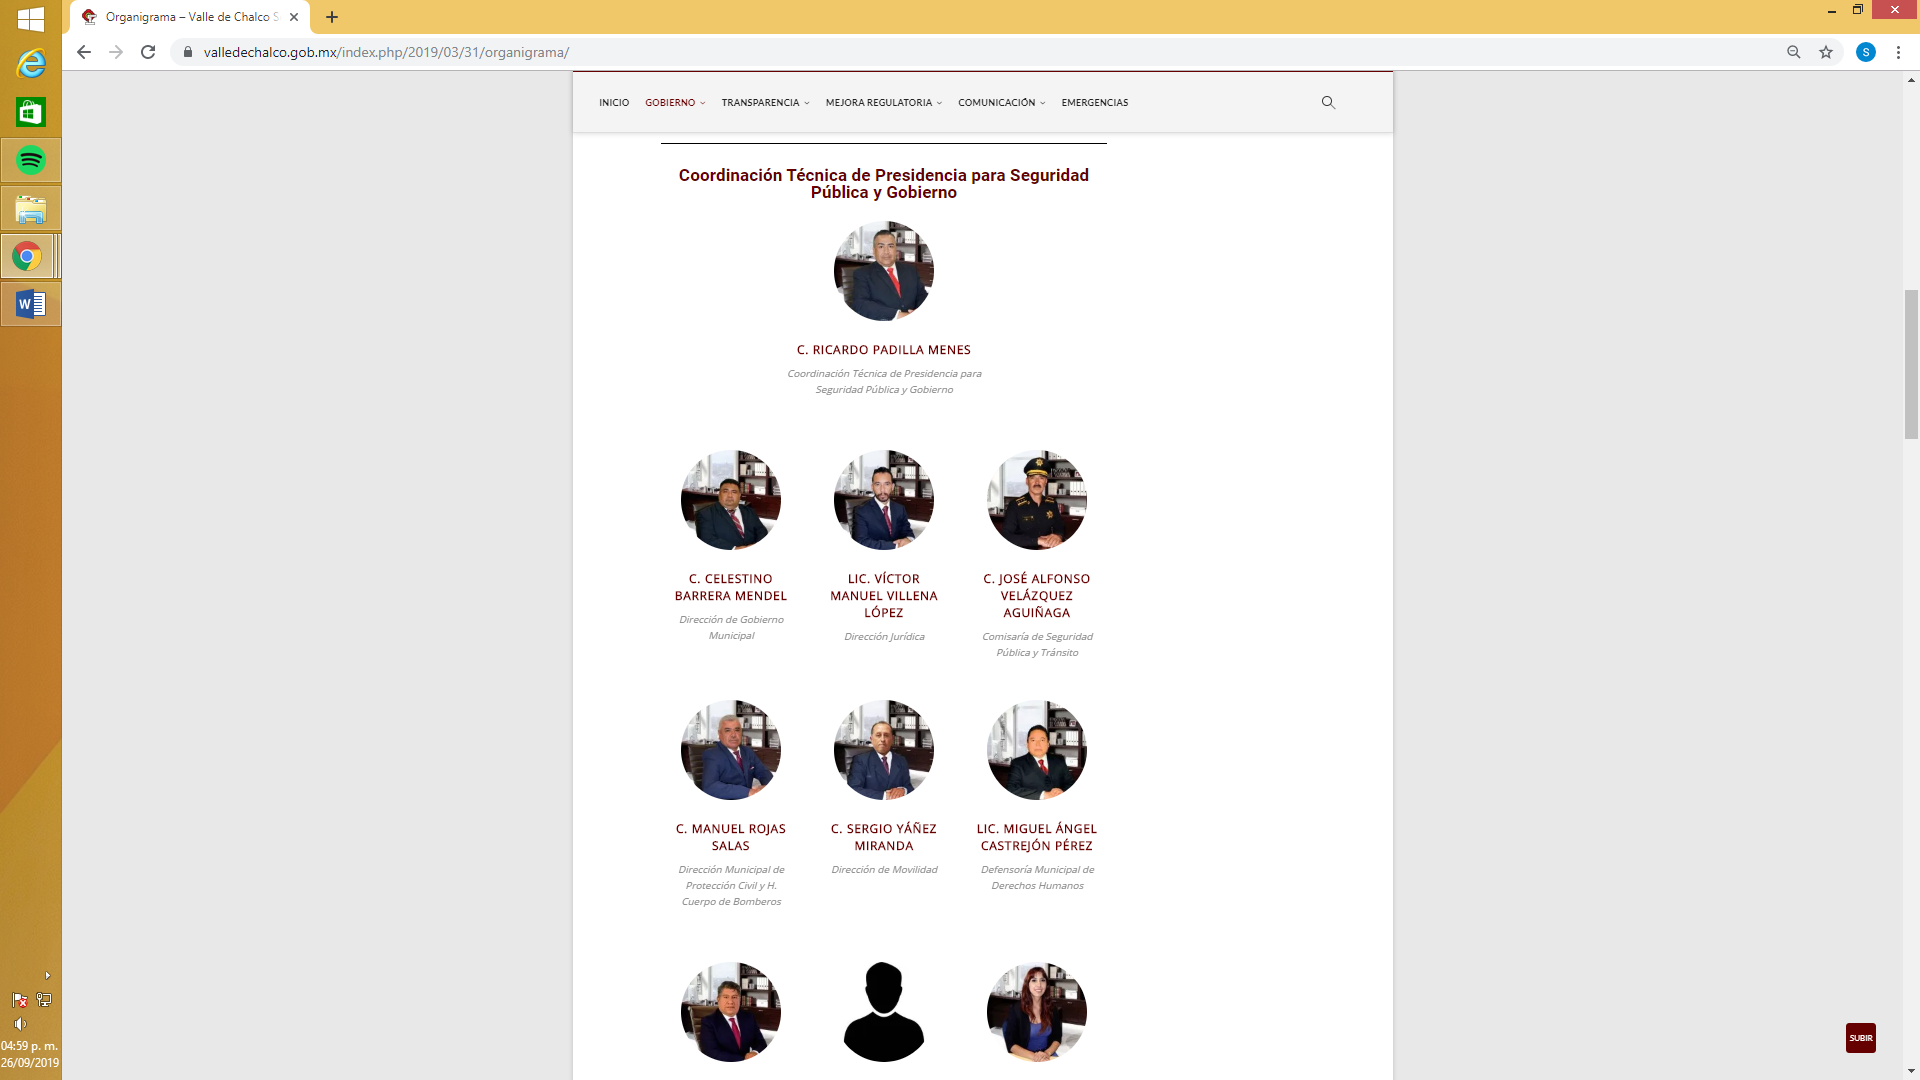 Organigrama – Valle de Chalco S
valledechalco.gob.mx/index.php/2019/03/31/organigrama/
S
INICIO GOBIERNO TRANSPARENCIA MEJORA REGULATORIA COMUNICACIÓN EMERGENCIAS
Coordinación Técnica de Presidencia para Seguridad
Pública y Gobierno
C. RICARDO PADILLA MENES
Coordinación Técnica de Presidencia para
Seguridad Pública y Gobierno
C. CELESTINO
BARRERA MENDEL
Dirección de Gobierno
Municipal
LIC. VÍCTOR
MANUEL VILLENA
LÓPEZ
Dirección Jurídica
C. JOSÉ ALFONSO
VELÁZQUEZ
AGUIÑAGA
Comisaría de Seguridad
Pública y Tránsito
C. MANUEL ROJAS
SALAS
Dirección Municipal de
Protección Civil y H.
Cuerpo de Bomberos
C. SERGIO YÁÑEZ
MIRANDA
Dirección de Movilidad
LIC. MIGUEL ÁNGEL
CASTREJÓN PÉREZ
Defensoría Municipal de
Derechos Humanos
SUBIR
04:59 p. m.
26/09/2019